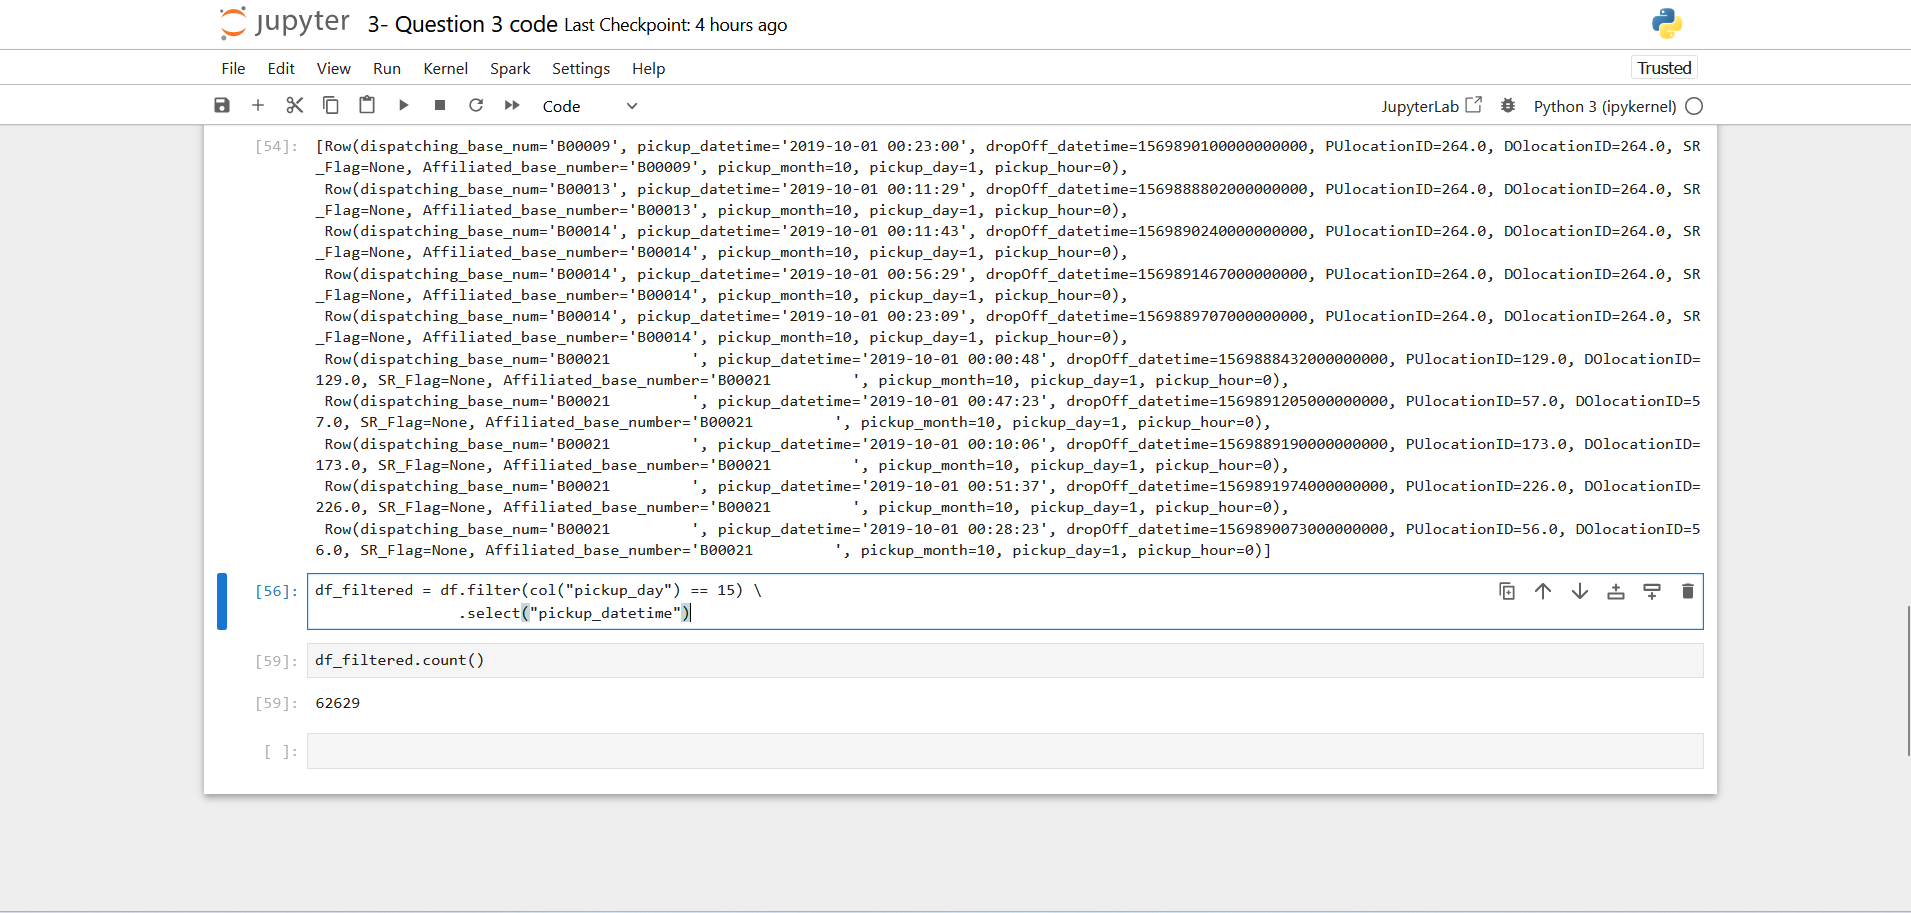 jupyter 3- Question 3 code Last Checkpoint: 4 hours ago
File Edit View Run Kernel Spark Settings Help Trusted
Code JupyterLab Python 3 (ipykernel)
[54]: [Row(dispatching_base_num='B00009', pickup_datetime='2019-10-01 00:23:00', dropOff_datetime=1569890100000000000, PUlocationID=264.0, DOlocationID=264.0, SR
_Flag=None, Affiliated_base_number='B00009', pickup_month=10, pickup_day=1, pickup_hour=0),
Row(dispatching_base_num='B00013', pickup_datetime='2019-10-01 00:11:29', dropOff_datetime=1569888802000000000, PUlocationID=264.0, DOlocationID=264.0, SR
_Flag=None, Affiliated_base_number='B00013', pickup_month=10, pickup_day=1, pickup_hour=0),
Row(dispatching_base_num='B00014', pickup_datetime='2019-10-01 00:11:43', dropOff_datetime=1569890240000000000, PUlocationID=264.0, DOlocationID=264.0, SR
_Flag=None, Affiliated_base_number='B00014', pickup_month=10, pickup_day=1, pickup_hour=0),
Row(dispatching_base_num='B00014', pickup_datetime='2019-10-01 00:56:29', dropOff_datetime=1569891467000000000, PUlocationID=264.0, DOlocationID=264.0, SR
_Flag=None, Affiliated_base_number='B00014', pickup_month=10, pickup_day=1, pickup_hour=0),
Row(dispatching_base_num='B00014', pickup_datetime='2019-10-01 00:23:09', dropOff_datetime=1569889707000000000, PUlocationID=264.0, DOlocationID=264.0, SR
_Flag=None, Affiliated_base_number='B00014', pickup_month=10, pickup_day=1, pickup_hour=0),
Row(dispatching_base_num='B00021         ', pickup_datetime='2019-10-01 00:00:48', dropOff_datetime=1569888432000000000, PUlocationID=129.0, DOlocationID=
129.0, SR_Flag=None, Affiliated_base_number='B00021         ', pickup_month=10, pickup_day=1, pickup_hour=0),
Row(dispatching_base_num='B00021         ', pickup_datetime='2019-10-01 00:47:23', dropOff_datetime=1569891205000000000, PUlocationID=57.0, DOlocationID=5
7.0, SR_Flag=None, Affiliated_base_number='B00021         ', pickup_month=10, pickup_day=1, pickup_hour=0),
Row(dispatching_base_num='B00021         ', pickup_datetime='2019-10-01 00:10:06', dropOff_datetime=1569889190000000000, PUlocationID=173.0, DOlocationID=
173.0, SR_Flag=None, Affiliated_base_number='B00021         ', pickup_month=10, pickup_day=1, pickup_hour=0),
Row(dispatching_base_num='B00021         ', pickup_datetime='2019-10-01 00:51:37', dropOff_datetime=1569891974000000000, PUlocationID=226.0, DOlocationID=
226.0, SR_Flag=None, Affiliated_base_number='B00021         ', pickup_month=10, pickup_day=1, pickup_hour=0),
Row(dispatching_base_num='B00021         ', pickup_datetime='2019-10-01 00:28:23', dropOff_datetime=1569890073000000000, PUlocationID=56.0, DOlocationID=5
6.0, SR_Flag=None, Affiliated_base_number='B00021         ', pickup_month=10, pickup_day=1, pickup_hour=0)]
[56]: df_filtered = df.filter(col("pickup_day") == 15) \
.select("pickup_datetime")
[59]: df_filtered.count()
[59]: 62629
[ ]: